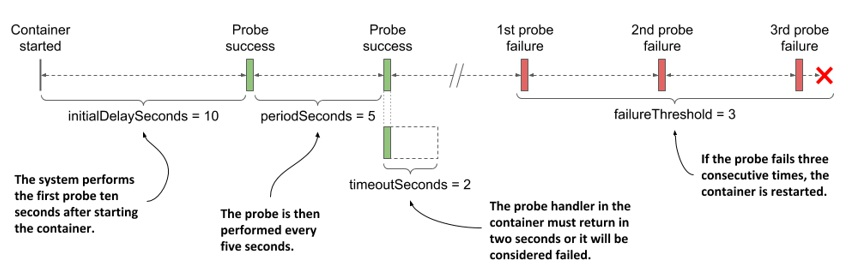 Container
started
Probe
success
Probe
success
1st probe
failure
2nd probe
failure
3rd probe
failure
initialDelaySeconds = 10
periodSeconds = 5
failureThreshold = 3
timeoutSeconds = 2
The system performs
the first probe ten
seconds after starting
the container.
The probe is then
performed every
five seconds.
The probe handler in the
container must return in
two seconds or it will be
considered failed.
If the probe fails three
consecutive times, the
container is restarted.